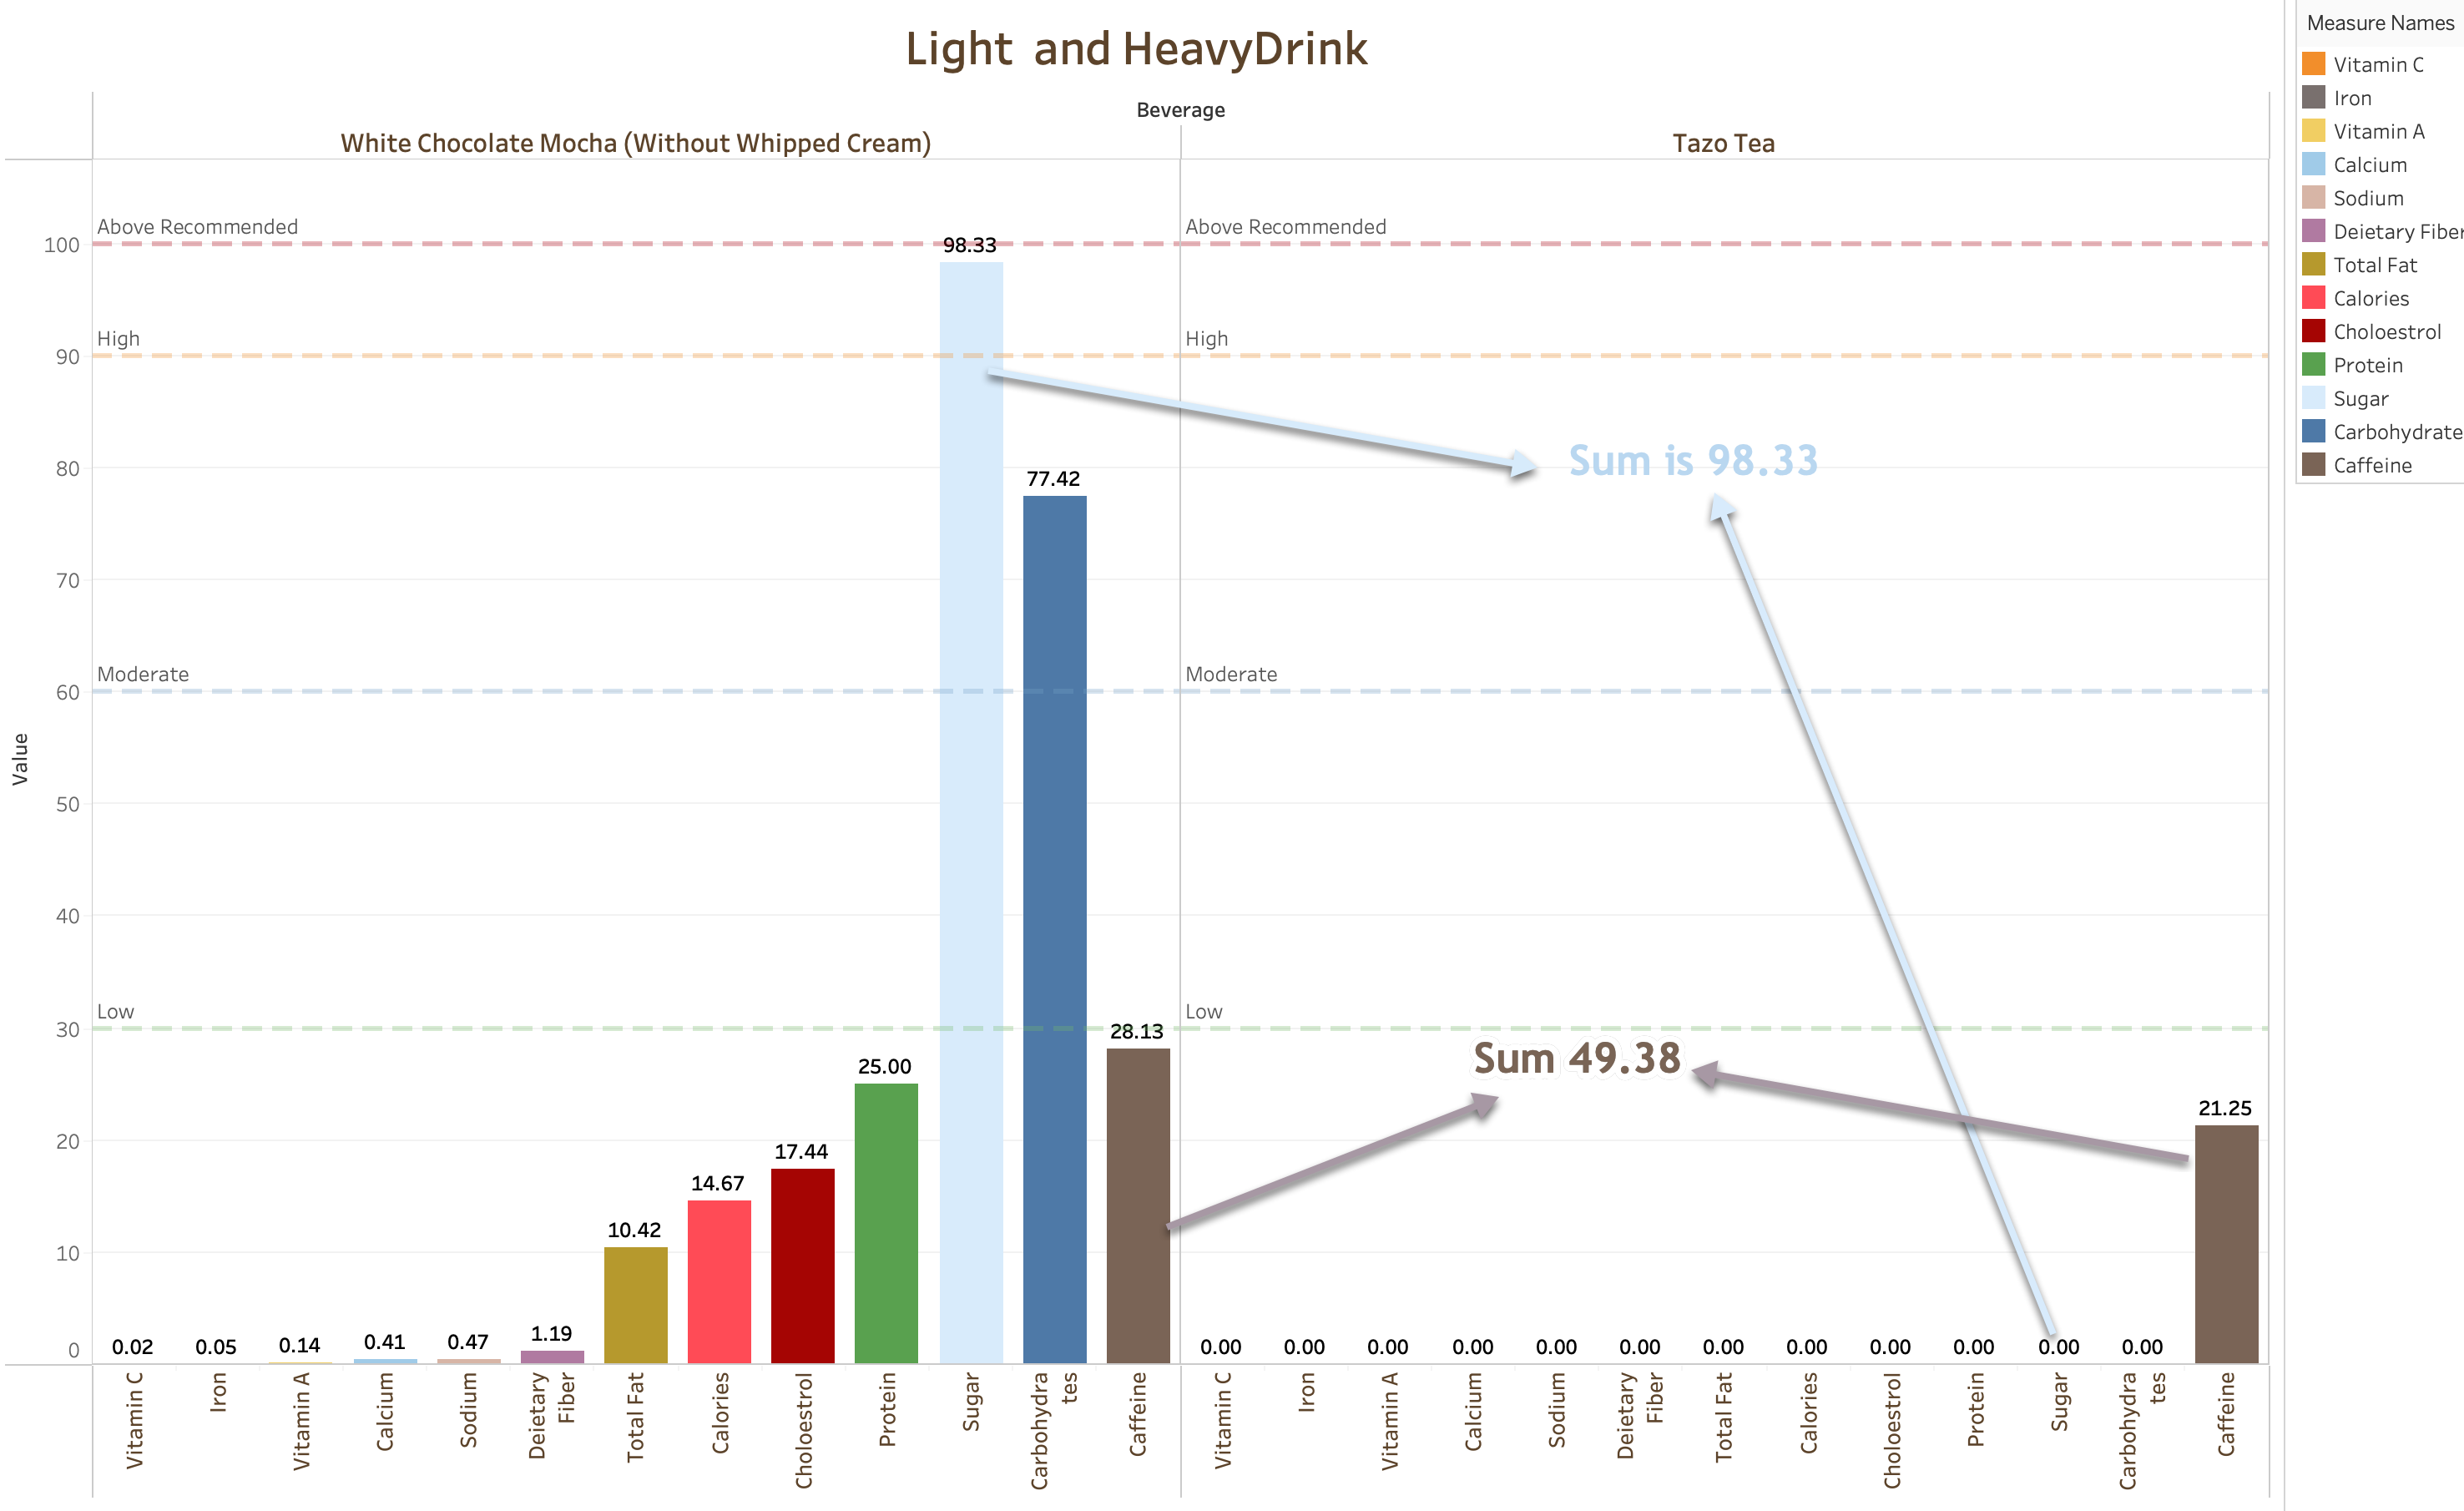 Light  and HeavyDrink
Beverage
White Chocolate Mocha (Without Whipped Cream)
Tazo Tea
Value
100
90
80
70
60
50
40
30
20
10
0
Above Recommended
High
Moderate
Low
Above Recommended
High
Moderate
Low
0.02
0.05
0.14
0.41
0.47
1.19
10.42
14.67
17.44
25.00
98.33
77.42
28.13
0.00
0.00
0.00
0.00
0.00
0.00
0.00
0.00
0.00
0.00
0.00
0.00
21.25
Sum is 98.33
Sum 49.38
Vitamin C
Iron
Vitamin A
Calcium
Sodium
Deietary
Fiber
Total Fat
Calories
Choloestrol
Protein
Sugar
Carbohydra
tes
Caffeine
Vitamin C
Iron
Vitamin A
Calcium
Sodium
Deietary
Fiber
Total Fat
Calories
Choloestrol
Protein
Sugar
Carbohydra
tes
Caffeine
Measure Names
Vitamin C
Iron
Vitamin A
Calcium
Sodium
Deietary Fiber
Total Fat
Calories
Choloestrol
Protein
Sugar
Carbohydrate
Caffeine